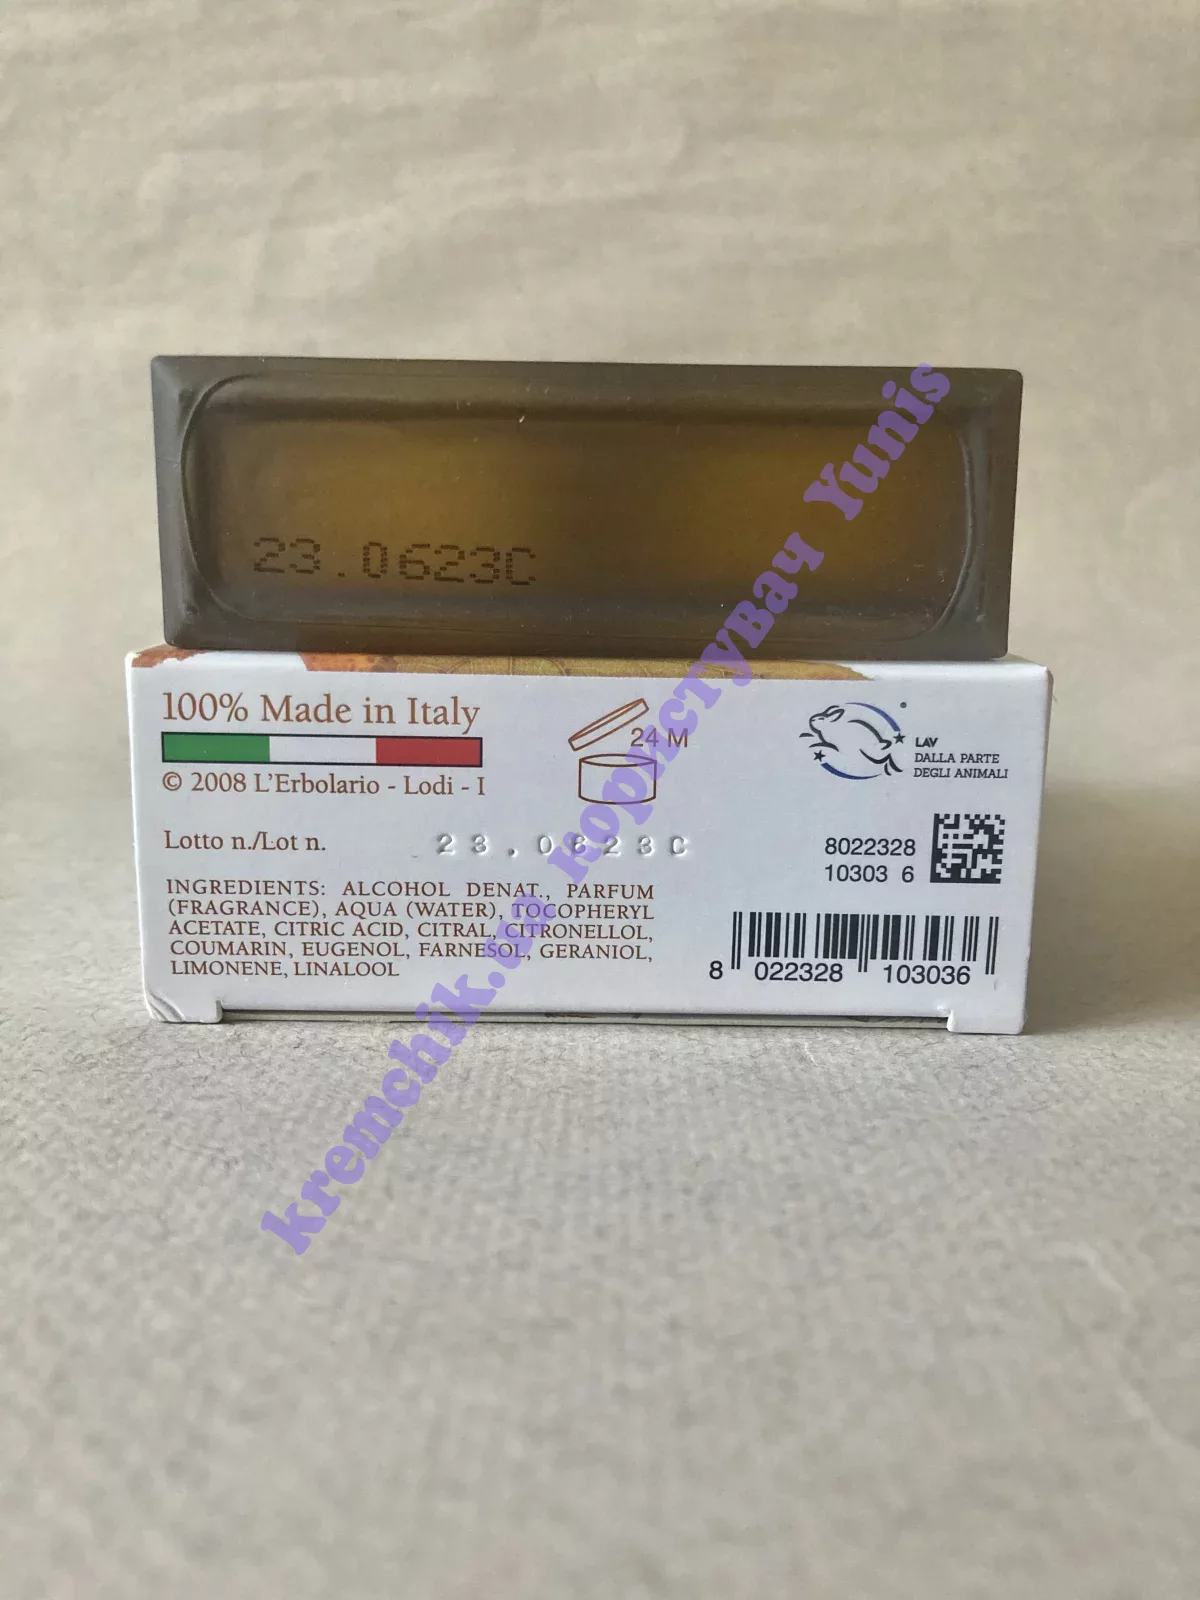 23.0623C
100% Made in Italy
© 2008 L'Erbolario - Lodi - I
24 M
LAV
DALLA PARTE
DEGLI ANIMALI
Lotto n./Lot n. 23.0623C
8022328
10303 6
INGREDIENTS: ALCOHOL DENAT., PARFUM
(FRAGRANCE), AQUA (WATER), TOCOPHERYL
ACETATE, CITRIC ACID, CITRAL, CITRONELLOL,
COUMARIN, EUGENOL, FARNESOL, GERANIOL,
LIMONENE, LINALOOL
8 022328 103036
kremchik.ua користувач Yunis